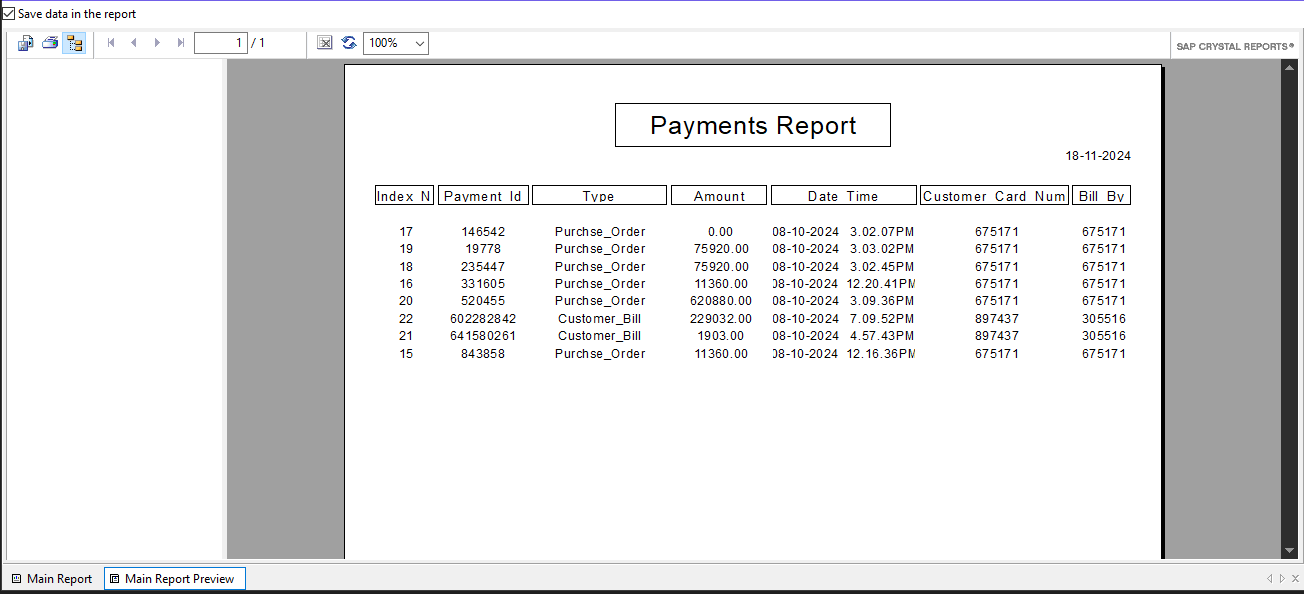 Save data in the report
1 / 1 100% SAP CRYSTAL REPORTS®
Payments Report
18-11-2024
Index N Payment Id Type Amount Date Time Customer Card Num Bill By
17 146542 Purchse_Order 0.00 08-10-2024 3.02.07PM 675171 675171
19 19778 Purchse_Order 75920.00 08-10-2024 3.03.02PM 675171 675171
18 235447 Purchse_Order 75920.00 08-10-2024 3.02.45PM 675171 675171
16 331605 Purchse_Order 11360.00 08-10-2024 12.20.41PM 675171 675171
20 520455 Purchse_Order 620880.00 08-10-2024 3.09.36PM 675171 675171
22 602282842 Customer_Bill 229032.00 08-10-2024 7.09.52PM 897437 305516
21 641580261 Customer_Bill 1903.00 08-10-2024 4.57.43PM 897437 305516
15 843858 Purchse_Order 11360.00 08-10-2024 12.16.36PM 675171 675171
Main Report Main Report Preview